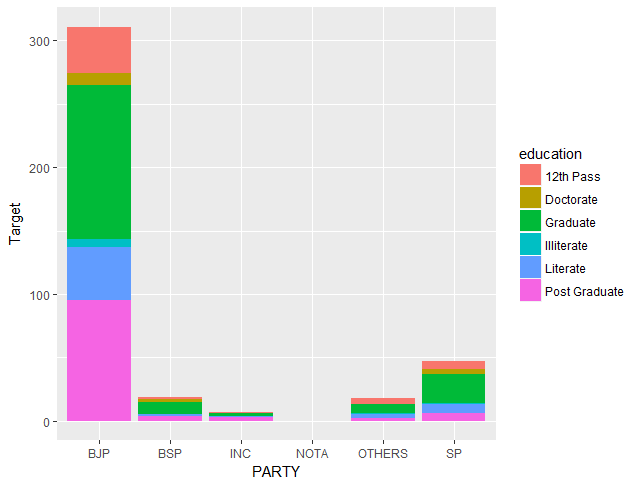 300
200
100
0
Target
BJP BSP INC NOTA OTHERS SP
PARTY
education
12th Pass
Doctorate
Graduate
Illiterate
Literate
Post Graduate